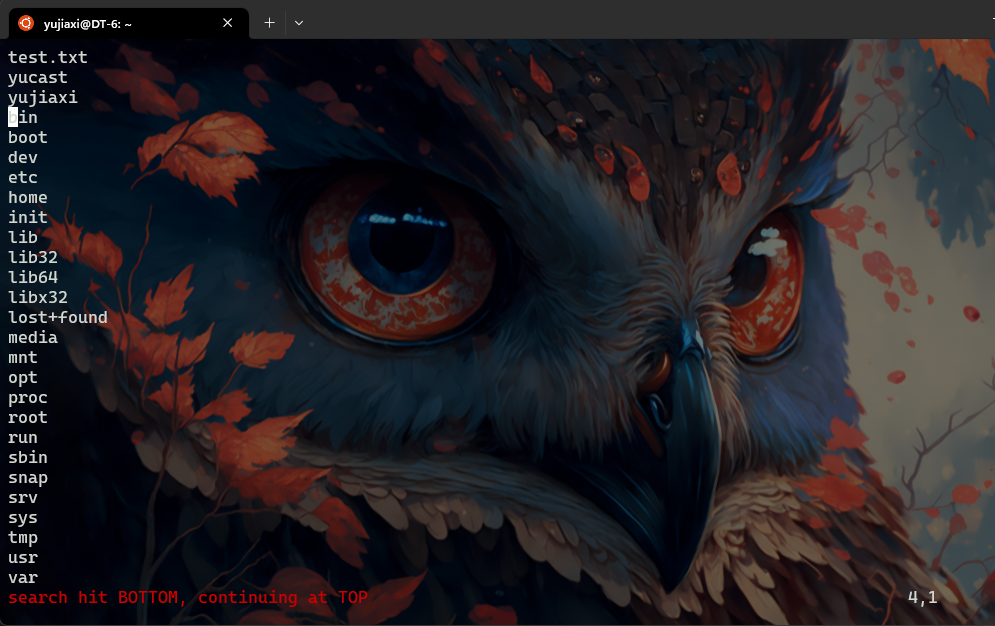 yujiaxi@DT-6: ~
test.txt
yucast
yujiaxi
bin
boot
dev
etc
home
init
lib
lib32
lib64
libx32
lost+found
media
mnt
opt
proc
root
run
sbin
snap
srv
sys
tmp
usr
var
search hit BOTTOM, continuing at TOP 4,1